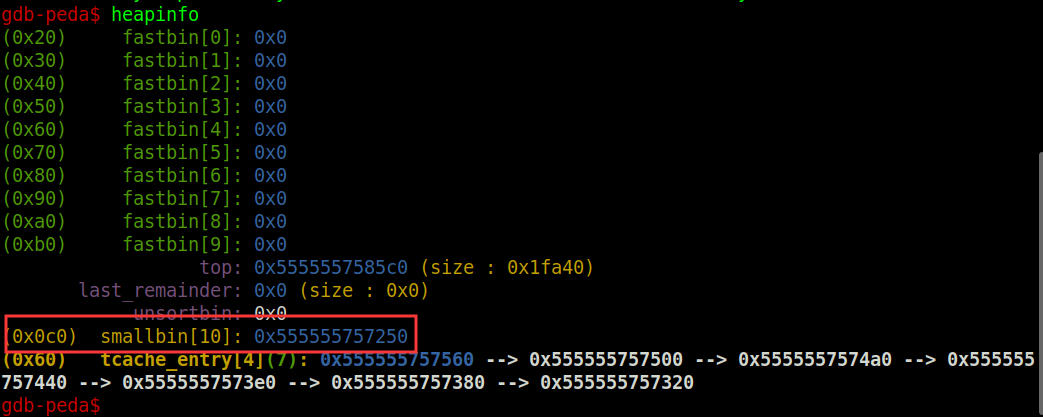 gdb-peda$ heapinfo
(0x20)     fastbin[0]: 0x0
(0x30)     fastbin[1]: 0x0
(0x40)     fastbin[2]: 0x0
(0x50)     fastbin[3]: 0x0
(0x60)     fastbin[4]: 0x0
(0x70)     fastbin[5]: 0x0
(0x80)     fastbin[6]: 0x0
(0x90)     fastbin[7]: 0x0
(0xa0)     fastbin[8]: 0x0
(0xb0)     fastbin[9]: 0x0
top: 0x5555557585c0 (size : 0x1fa40)
last_remainder: 0x0 (size : 0x0)
unsortbin: 0x0
(0x0c0)  smallbin[10]: 0x555555757250
(0x60)   tcache_entry[4](7): 0x555555757560 --> 0x555555757500 --> 0x5555557574a0 --> 0x555555
757440 --> 0x5555557573e0 --> 0x555555757380 --> 0x555555757320
gdb-peda$